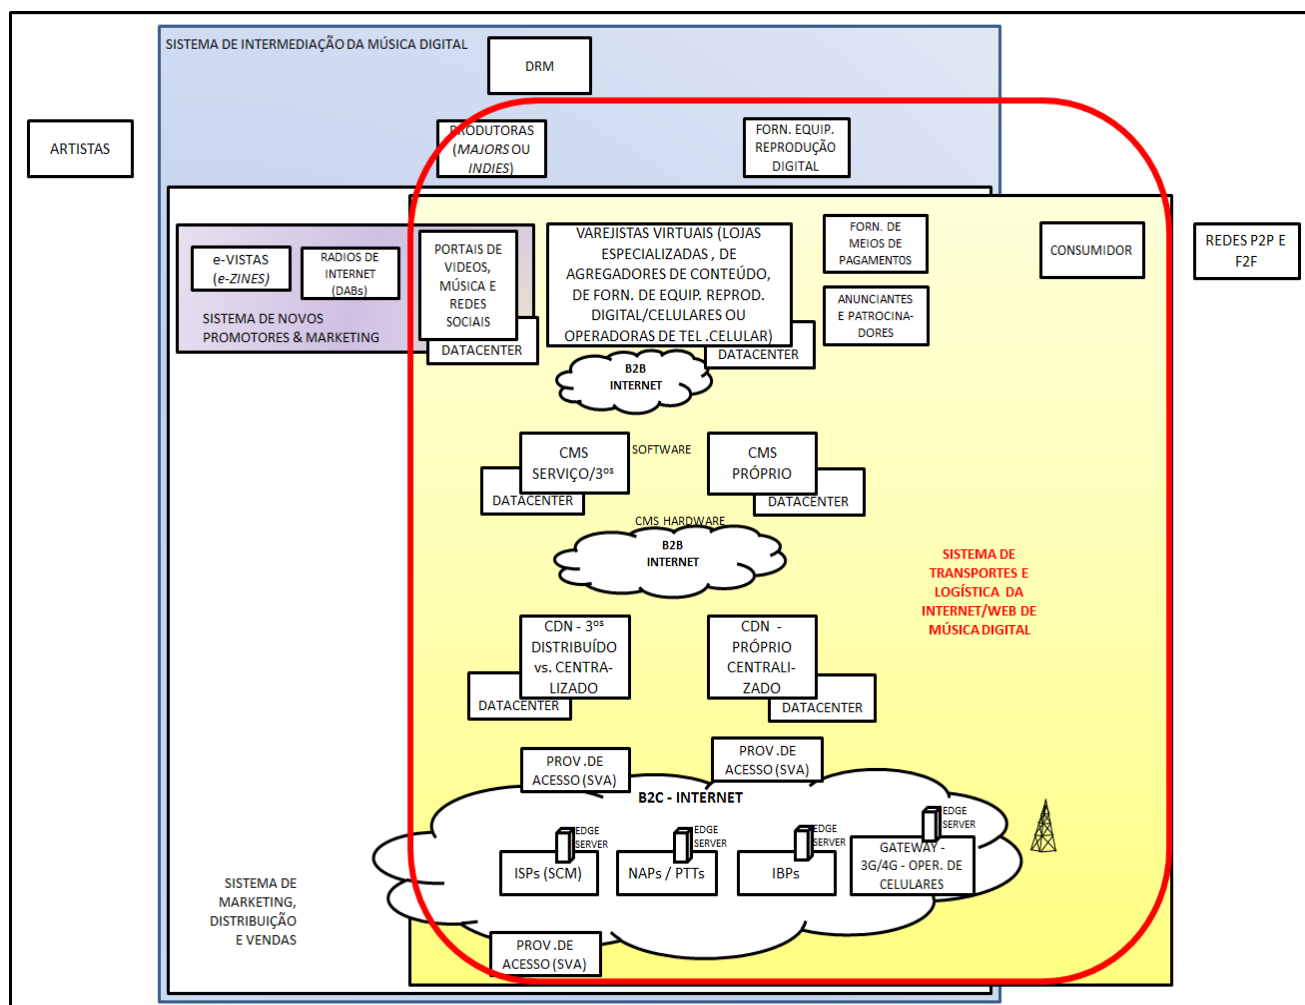 SISTEMA DE INTERMEDIAÇÃO DA MÚSICA DIGITAL
DRM
ARTISTAS
PRODUTORAS
(MAJORS OU
INDIES)
FORN. EQUIP.
REPRODUÇÃO
DIGITAL
e-VISTAS
(e-ZINES)
RADIOS DE
INTERNET
(DABs)
SISTEMA DE NOVOS
PROMOTORES & MARKETING
PORTAIS DE
VIDEOS,
MÚSICA E
REDES
SOCIAIS
DATACENTER
VAREJISTAS VIRTUAIS (LOJAS
ESPECIALIZADAS , DE
AGREGADORES DE CONTEÚDO,
DE FORN. DE EQUIP. REPROD.
DIGITAL/CELULARES OU
OPERADORAS DE TEL .CELULAR)
DATACENTER
FORN. DE
MEIOS DE
PAGAMENT0S
ANUNCIANTES
E PATROCINA-
DORES
CONSUMIDOR
REDES P2P E
F2F
B2B
INTERNET
CMS
SERVIÇO/3ºˢ
DATACENTER
SOFTWARE
CMS
PRÓPRIO
DATACENTER
CMS HARDWARE
B2B
INTERNET
SISTEMA DE
TRANSPORTES E
LOGÍSTICA DA
INTERNET/WEB DE
MÚSICA DIGITAL
CDN - 3ºˢ
DISTRIBUÍDO
vs. CENTRA-
LIZADO
DATACENTER
CDN -
PRÓPRIO
CENTRALI-
ZADO
DATACENTER
PROV .DE
ACESSO (SVA)
PROV .DE
ACESSO (SVA)
B2C - INTERNET
EDGE
SERVER
ISPs (SCM)
EDGE
SERVER
NAPs / PTTs
EDGE
SERVER
IBPs
EDGE
SERVER
GATEWAY -
3G/4G - OPER. DE
CELULARES
SISTEMA DE
MARKETING,
DISTRIBUIÇÃO
E VENDAS
PROV .DE
ACESSO (SVA)